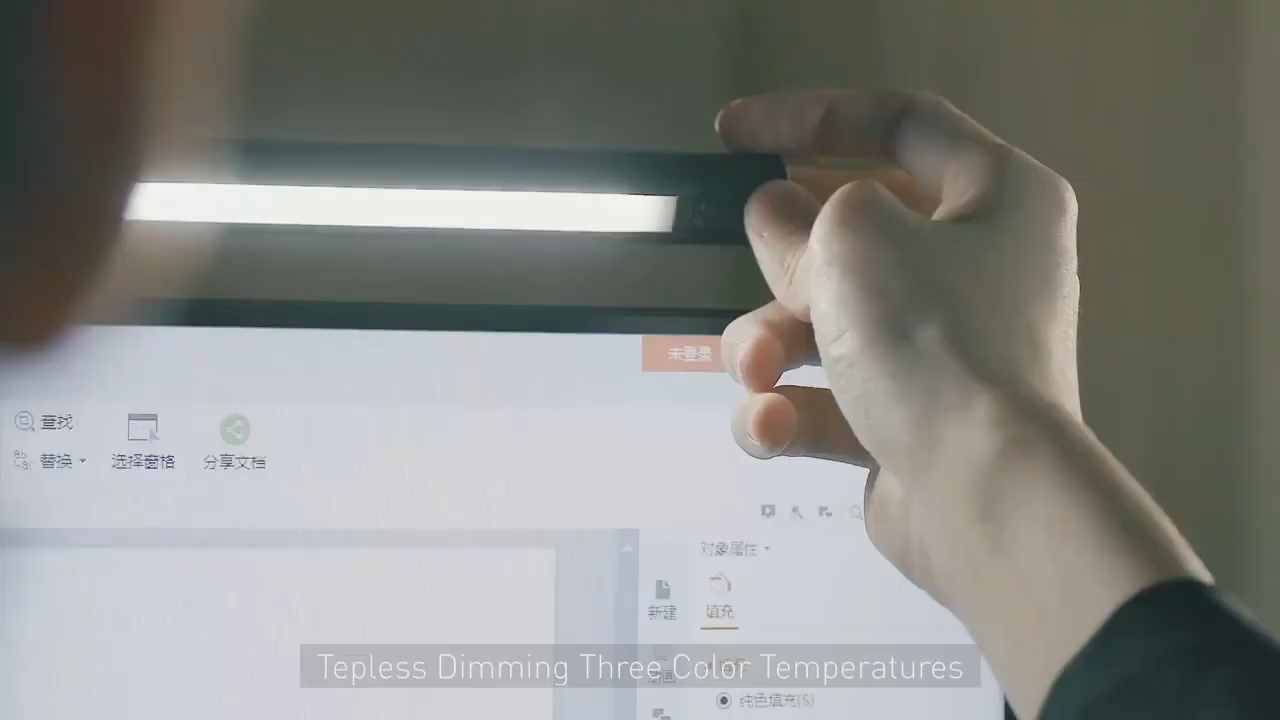 未登录
查找
替换
选择窗格
分享文档
对象属性
新建
填充
Tepless Dimming Three Color Temperatures
纯色填充(S)